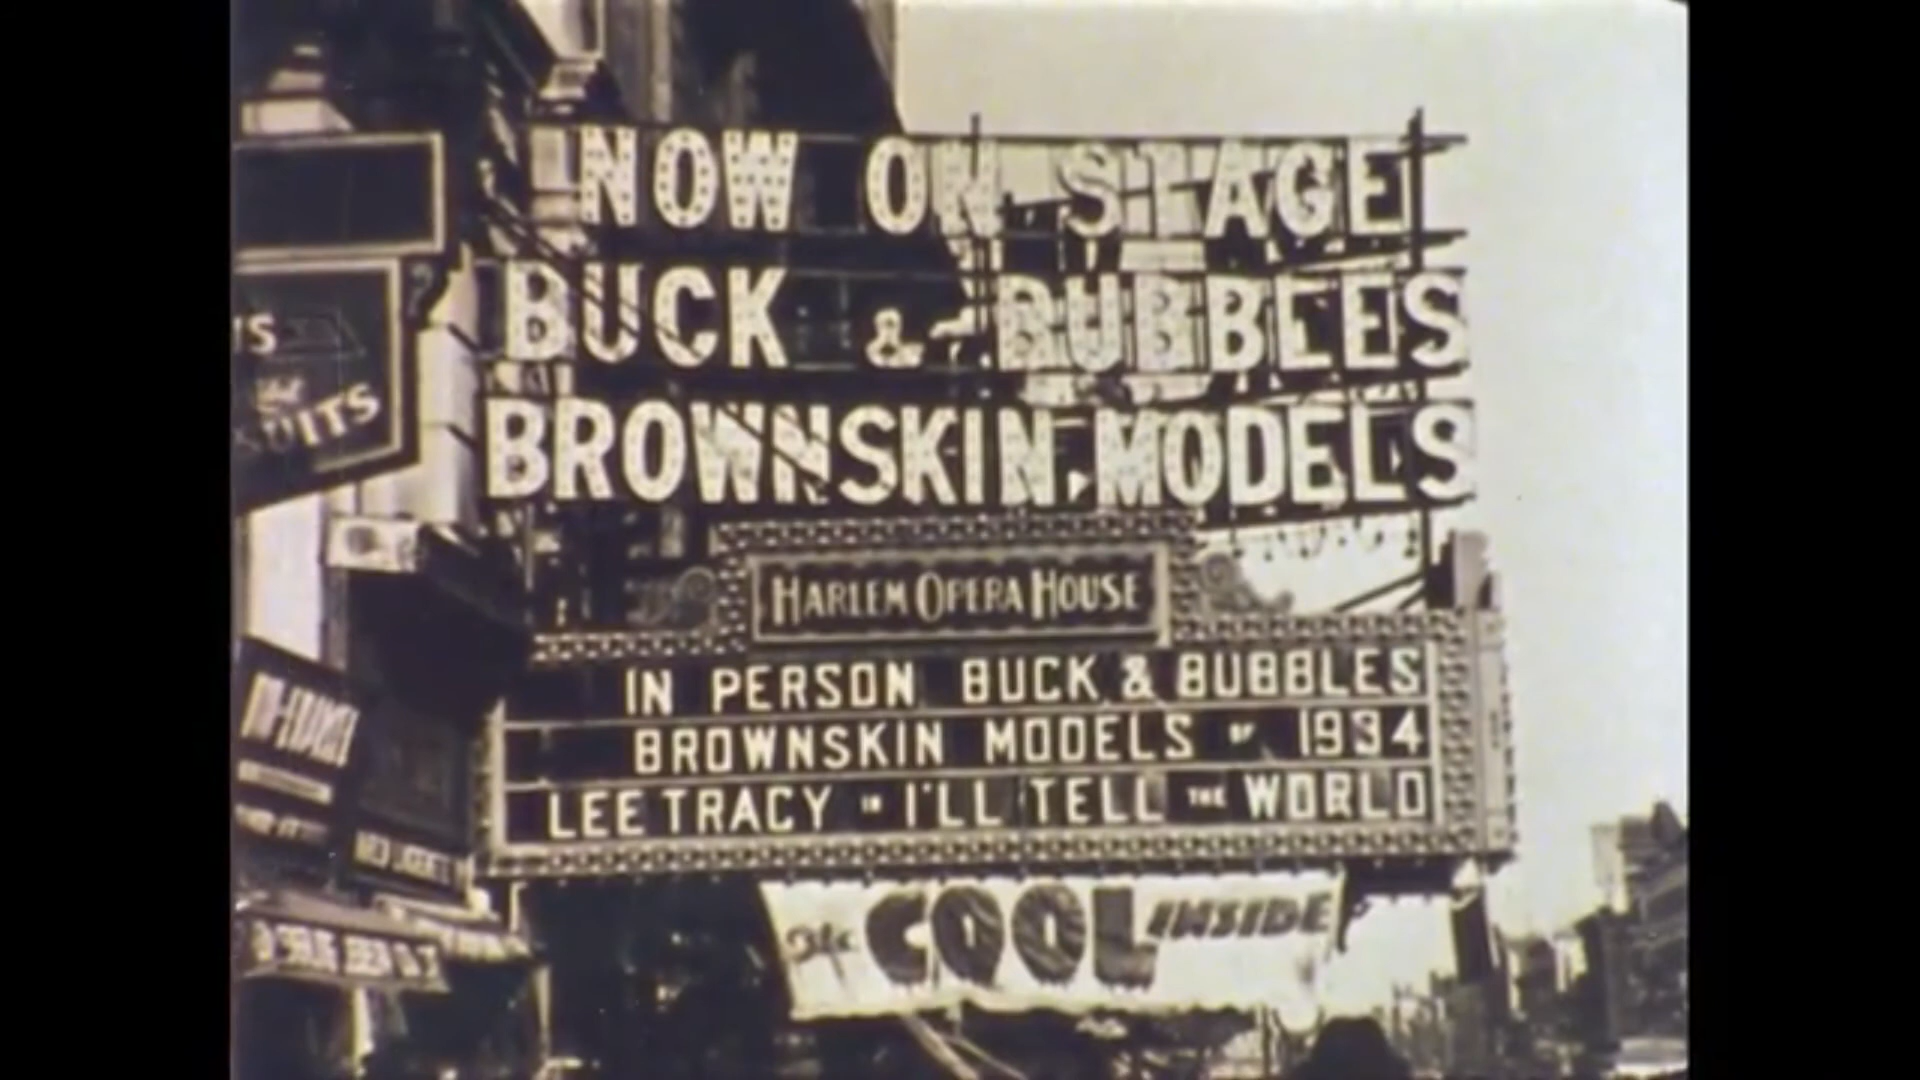 NOW ON STAGE
BUCK & BUBBLES
BROWNSKIN MODELS
HARLEM OPERA HOUSE
IN PERSON BUCK & BUBBLES
BROWNSKIN MODELS OF 1934
LEE TRACY IN I'LL TELL THE WORLD
COOL INSIDE